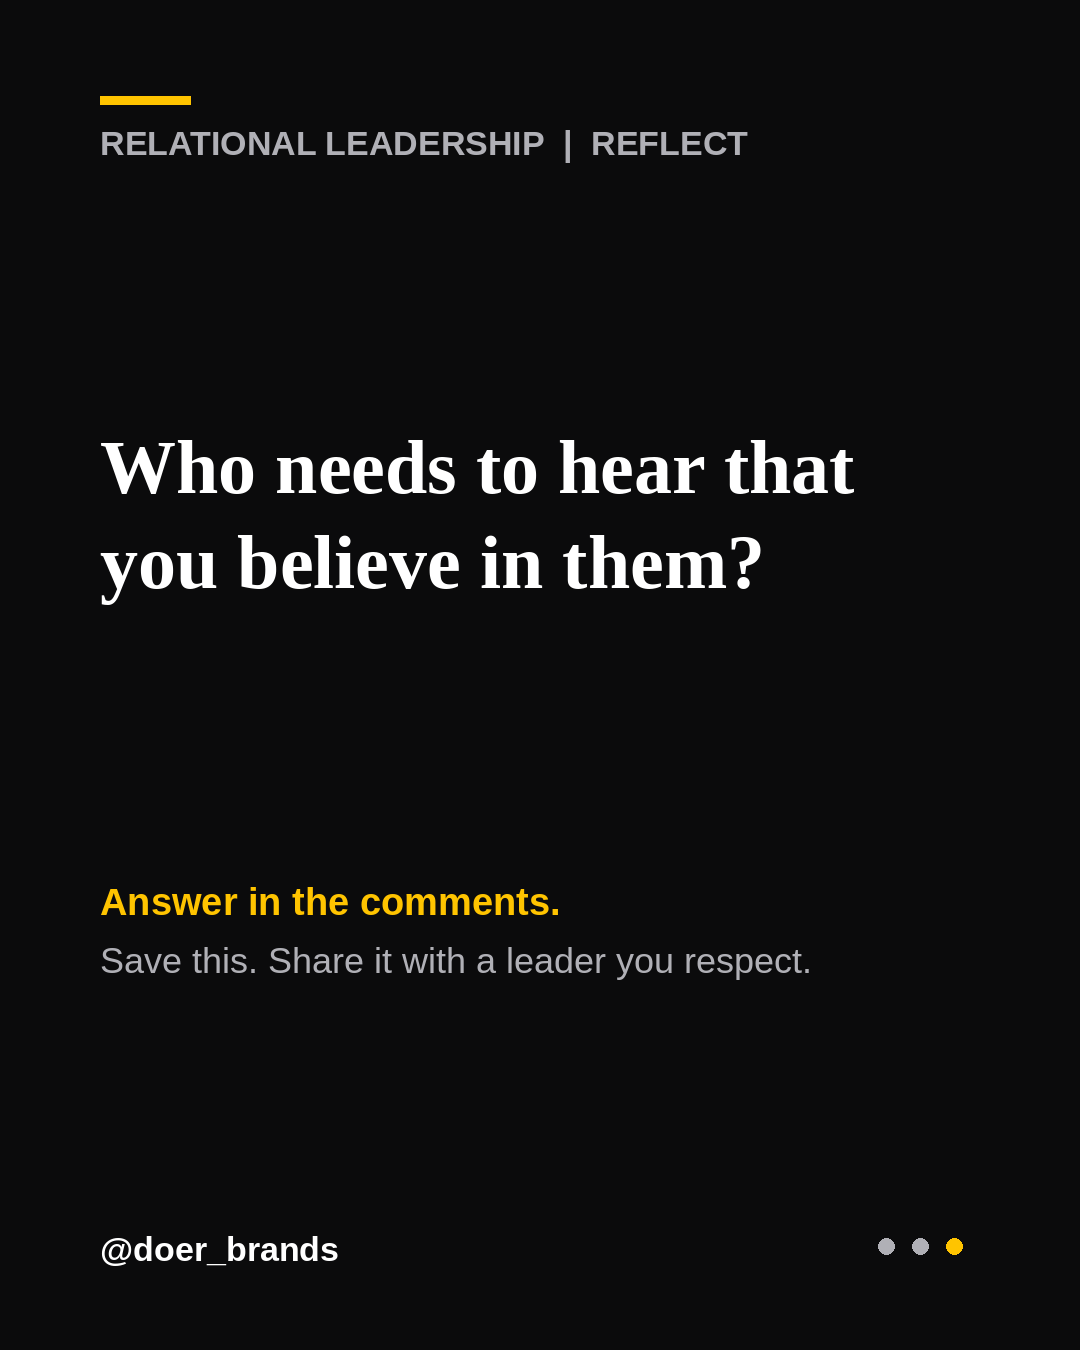 RELATIONAL LEADERSHIP | REFLECT
Who needs to hear that
you believe in them?
Answer in the comments.
Save this. Share it with a leader you respect.
@doer_brands